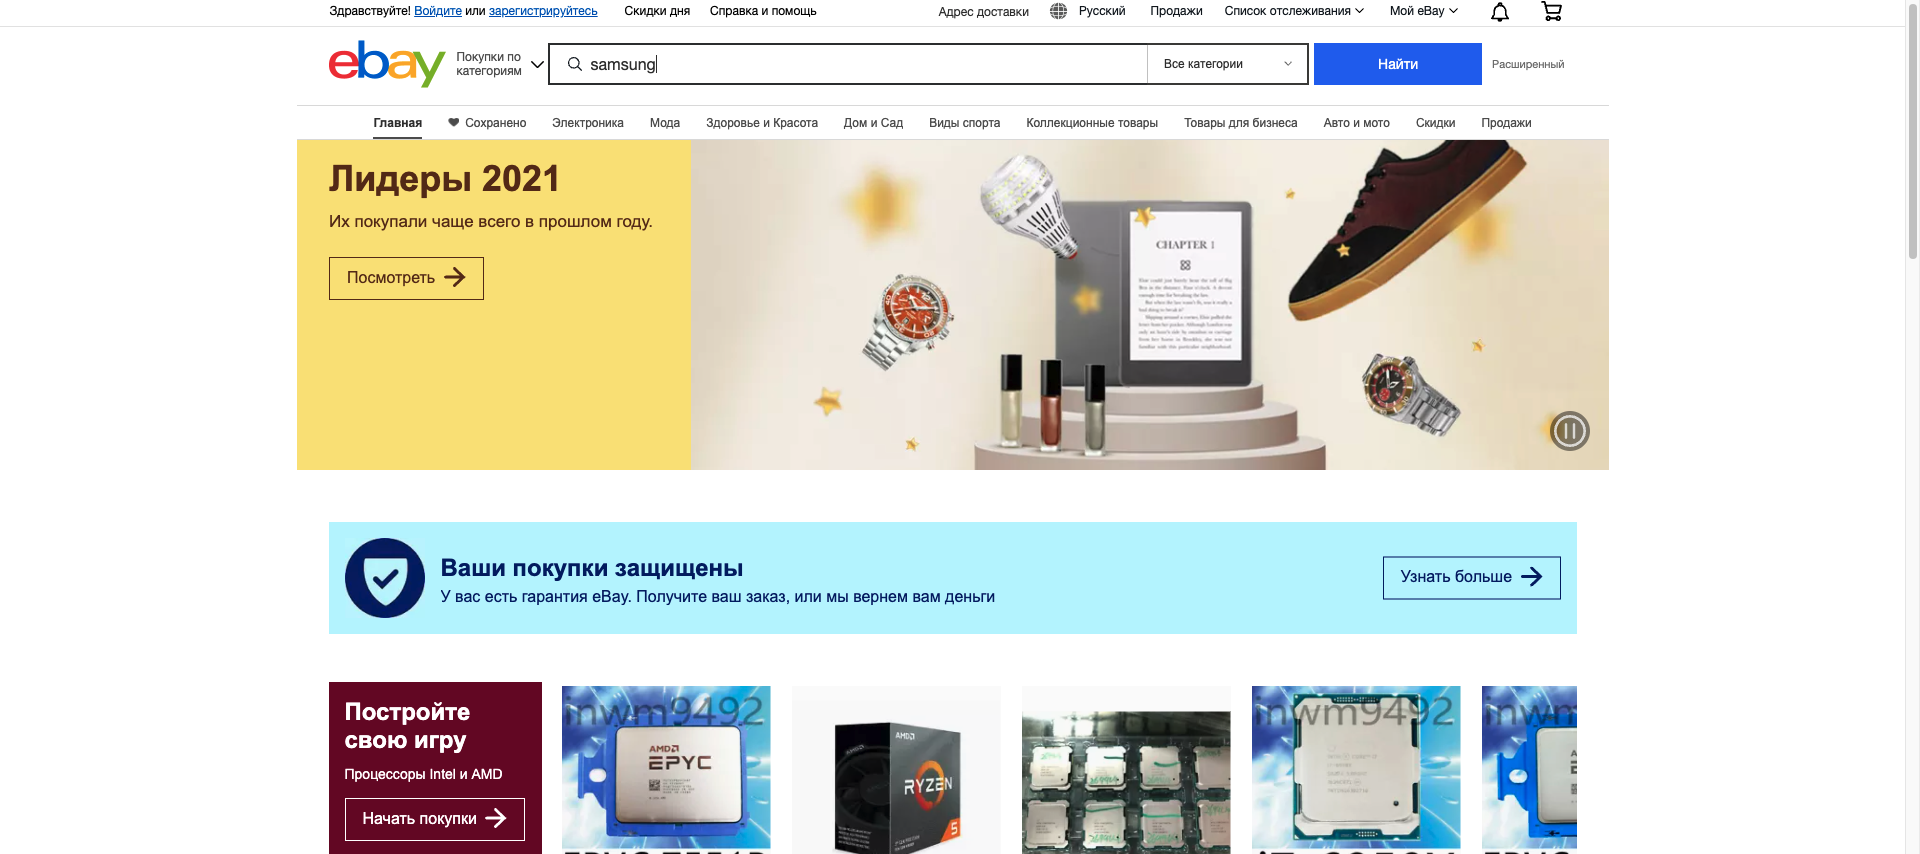 Здравствуйте! Войдите или зарегистрируйтесь Скидки дня Справка и помощь Адрес доставки Русский Продажи Список отслеживания Мой eBay
ebay
Покупки по
категориям
samsung
Все категории
Найти
Расширенный
Главная Сохранено Электроника Мода Здоровье и Красота Дом и Сад Виды спорта Коллекционные товары Товары для бизнеса Авто и мото Скидки Продажи
Лидеры 2021
Их покупали чаще всего в прошлом году.
Посмотреть
CHAPTER 1
Ваши покупки защищены
У вас есть гарантия eBay. Получите ваш заказ, или мы вернем вам деньги
Узнать больше
Постройте
свою игру
Процессоры Intel и AMD
Начать покупки
inwm9492
AMD
EPYC
AMD
RYZEN
5
inwm9492
inwm